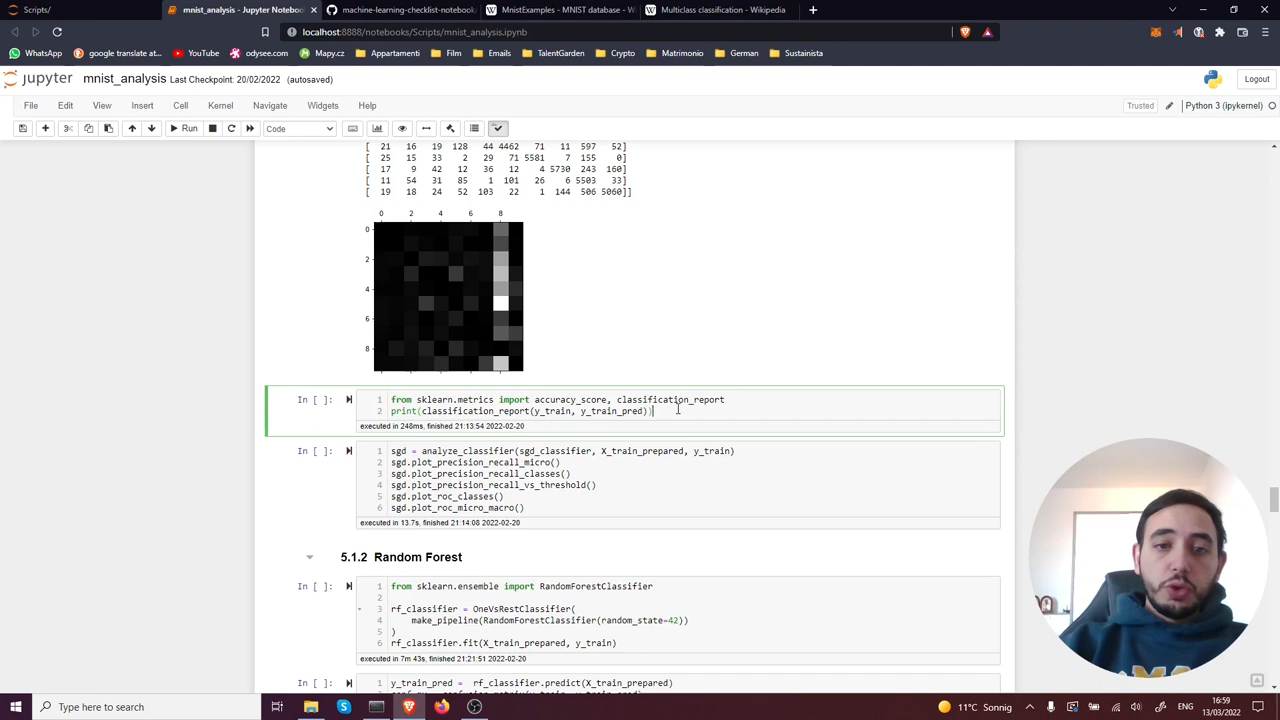 Scripts/
mnist_analysis - Jupyter Notebook
machine-learning-checklist-notebook
MnistExamples - MNIST database - W
Multiclass classification - Wikipedia
localhost:8888/notebooks/Scripts/mnist_analysis.ipynb
WhatsApp
google translate at...
YouTube
odysee.com
Mapy.cz
Appartamenti
Film
Emails
TalentGarden
Crypto
Matrimonio
German
Sustainista
jupyter mnist_analysis Last Checkpoint: 20/02/2022 (autosaved)
Logout
File Edit View Insert Cell Kernel Navigate Widgets Help
Trusted
Python 3 (ipykernel)
Run
Code
[ 21 16 19 128 44 4462 71 11 597 52]
[ 25 15 33 2 29 71 5581 7 155 0]
[ 17 9 42 12 36 12 4 5730 243 160]
[ 11 54 31 85 1 101 26 6 5503 33]
[ 19 18 24 52 103 22 1 144 506 5060]]
0 2 4 6 8
0
2
4
6
8
In [ ]:
1 from sklearn.metrics import accuracy_score, classification_report
2 print(classification_report(y_train, y_train_pred))
executed in 248ms, finished 21:13:54 2022-02-20
In [ ]:
1 sgd = analyze_classifier(sgd_classifier, X_train_prepared, y_train)
2 sgd.plot_precision_recall_micro()
3 sgd.plot_precision_recall_classes()
4 sgd.plot_precision_recall_vs_threshold()
5 sgd.plot_roc_classes()
6 sgd.plot_roc_micro_macro()
executed in 13.7s, finished 21:14:08 2022-02-20
5.1.2 Random Forest
In [ ]:
1 from sklearn.ensemble import RandomForestClassifier
2
3 rf_classifier = OneVsRestClassifier(
4 make_pipeline(RandomForestClassifier(random_state=42))
5 )
6 rf_classifier.fit(X_train_prepared, y_train)
executed in 7m 43s, finished 21:21:51 2022-02-20
In [ ]:
1 y_train_pred = rf_classifier.predict(X_train_prepared)
Type here to search
11°C Sonnig
16:59
13/03/2022